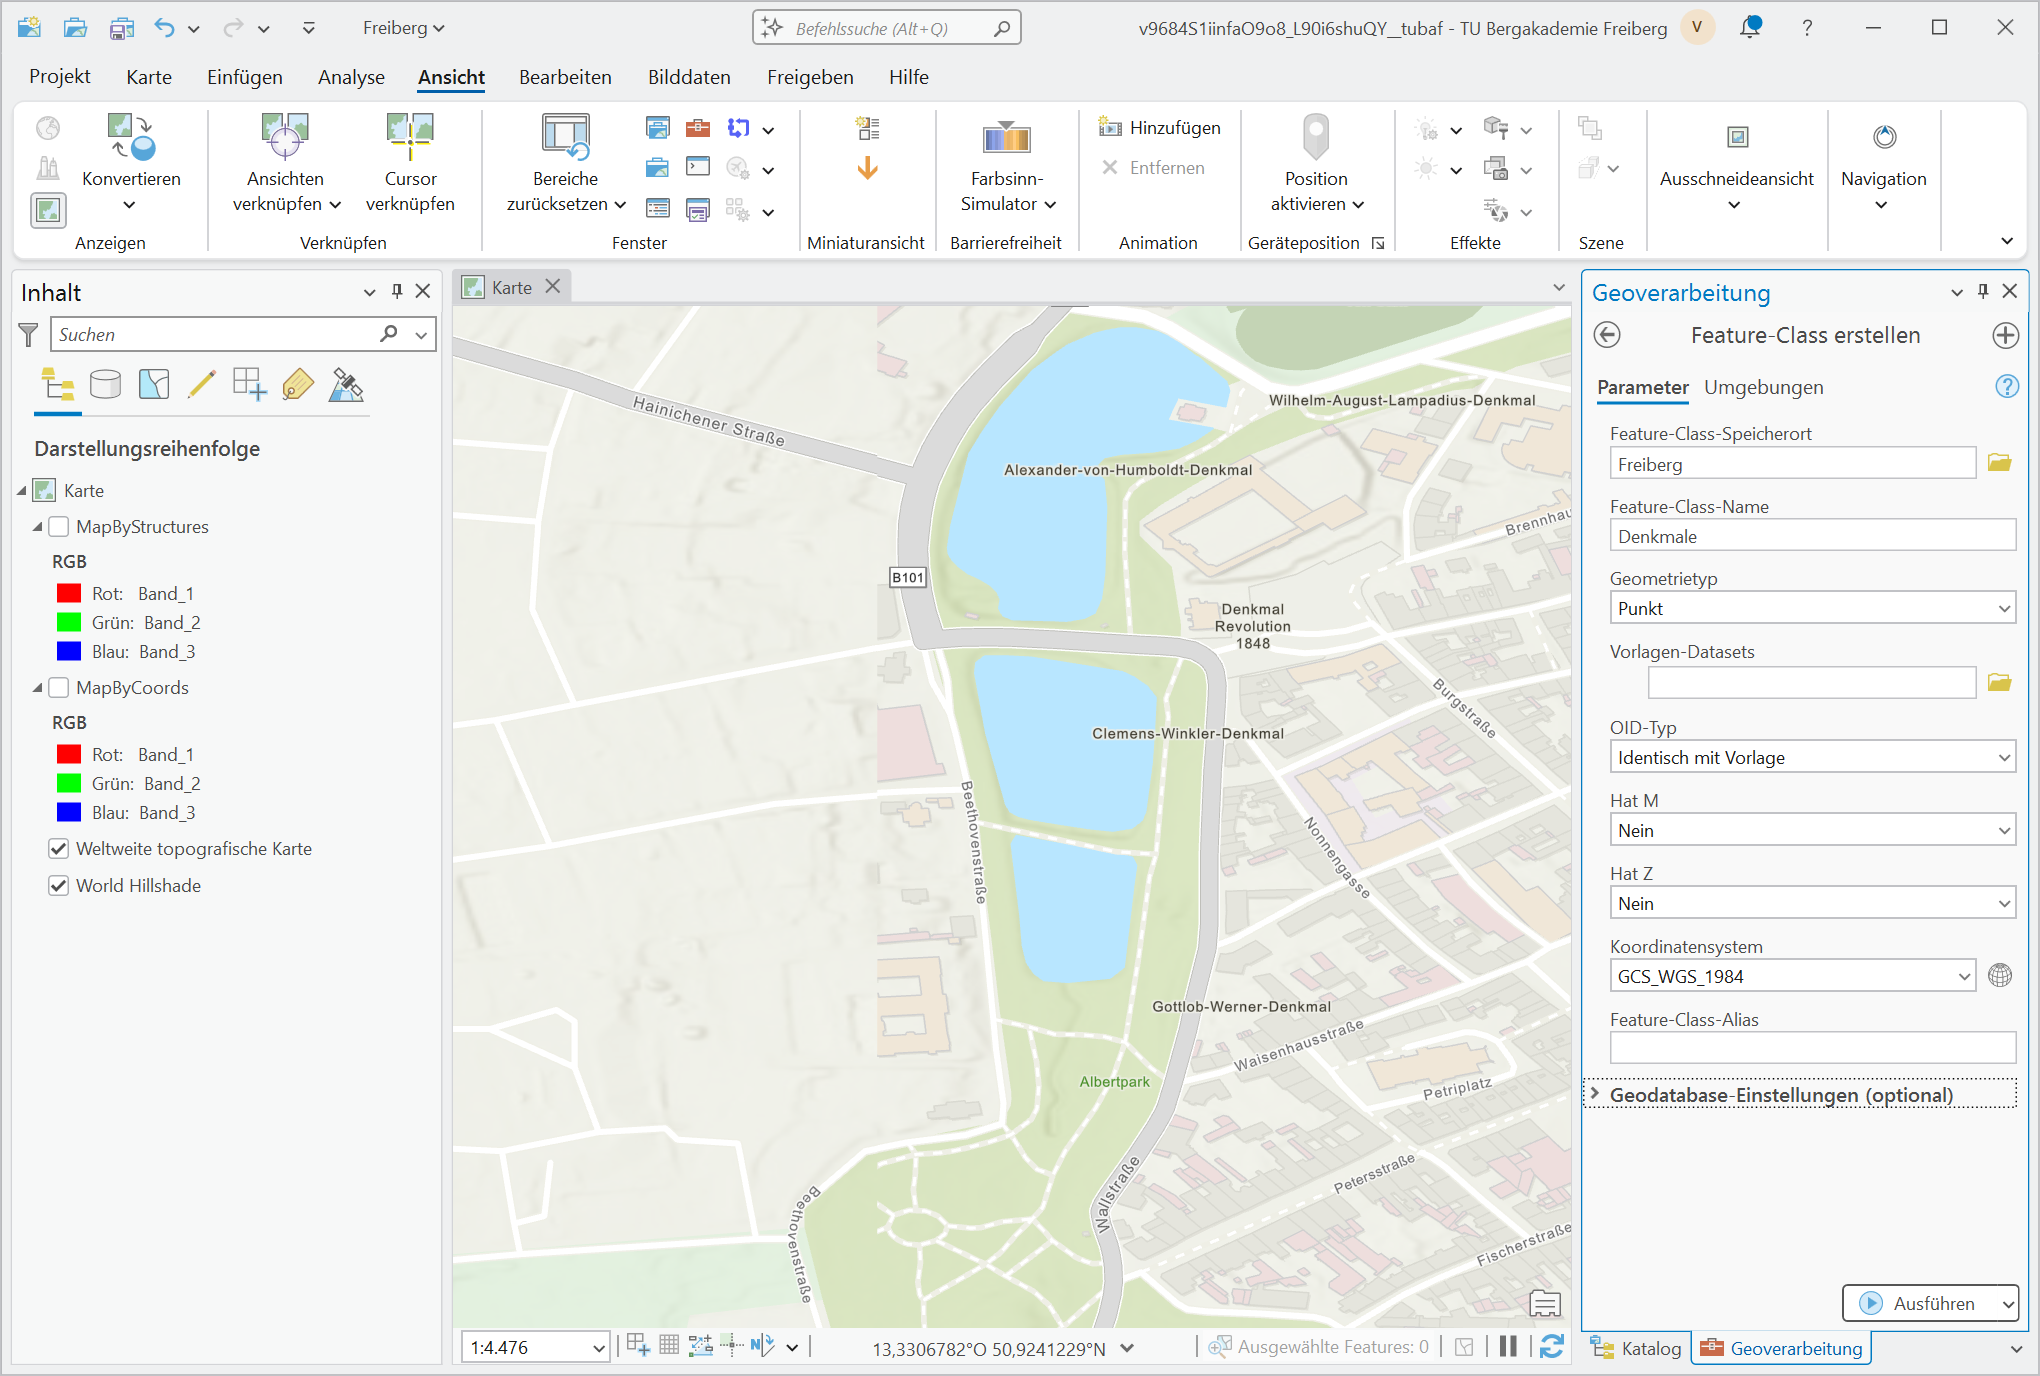 Freiberg
Befehlssuche (Alt+Q)
v9684S1iinfaO9o8_L90i6shuQY__tubaf - TU Bergakademie Freiberg
V
?
Projekt
Karte
Einfügen
Analyse
Ansicht
Bearbeiten
Bilddaten
Freigeben
Hilfe
Konvertieren
Anzeigen
Ansichten
verknüpfen
Cursor
verknüpfen
Verknüpfen
Bereiche
zurücksetzen
Fenster
Miniaturansicht
Farbsinn-
Simulator
Barrierefreiheit
Hinzufügen
Entfernen
Animation
Position
aktivieren
Geräteposition
Effekte
Szene
Ausschneideansicht
Navigation
Inhalt
Suchen
Darstellungsreihenfolge
Karte
MapByStructures
RGB
Rot: Band_1
Grün: Band_2
Blau: Band_3
MapByCoords
RGB
Rot: Band_1
Grün: Band_2
Blau: Band_3
Weltweite topografische Karte
World Hillshade
Karte
Hainichener Straße
Wilhelm-August-Lampadius-Denkmal
Alexander-von-Humboldt-Denkmal
Brennhau
B101
Denkmal
Revolution
1848
Burgstraße
Clemens-Winkler-Denkmal
Beethovenstraße
Nonnengasse
Gottlob-Werner-Denkmal
Waisenhausstraße
Albertpark
Petriplatz
Petersstraße
Wallstraße
Beethovenstraße
Fischerstraße
1:4.476
N
13,3306782°O 50,9241229°N
Ausgewählte Features: 0
Geoverarbeitung
Feature-Class erstellen
Parameter
Umgebungen
?
Feature-Class-Speicherort
Freiberg
Feature-Class-Name
Denkmale
Geometrietyp
Punkt
Vorlagen-Datasets
OID-Typ
Identisch mit Vorlage
Hat M
Nein
Hat Z
Nein
Koordinatensystem
GCS_WGS_1984
Feature-Class-Alias
Geodatabase-Einstellungen (optional)
Ausführen
Katalog
Geoverarbeitung